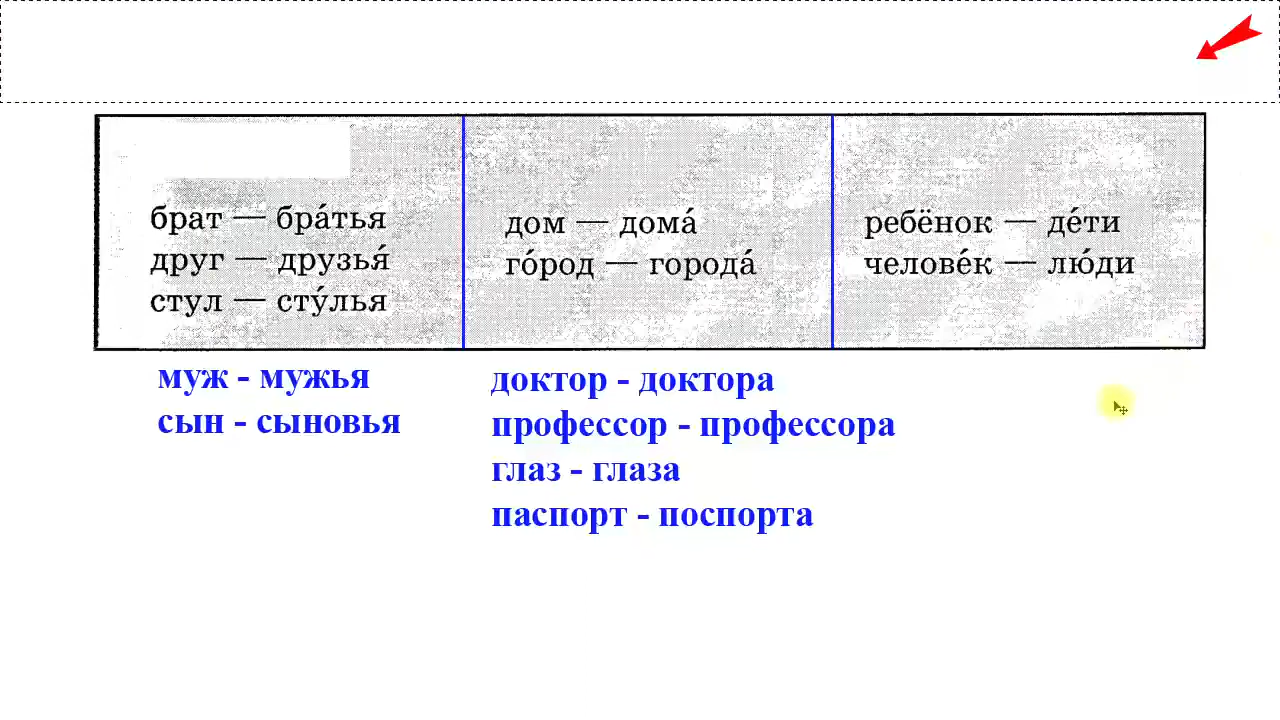 брат — бра́тья
друг — друзья́
стул — сту́лья
муж - мужья
сын - сыновья
дом — дома́
го́род — города́
доктор - доктора
профессор - профессора
глаз - глаза
паспорт - поспорта
ребёнок — де́ти
челове́к — лю́ди